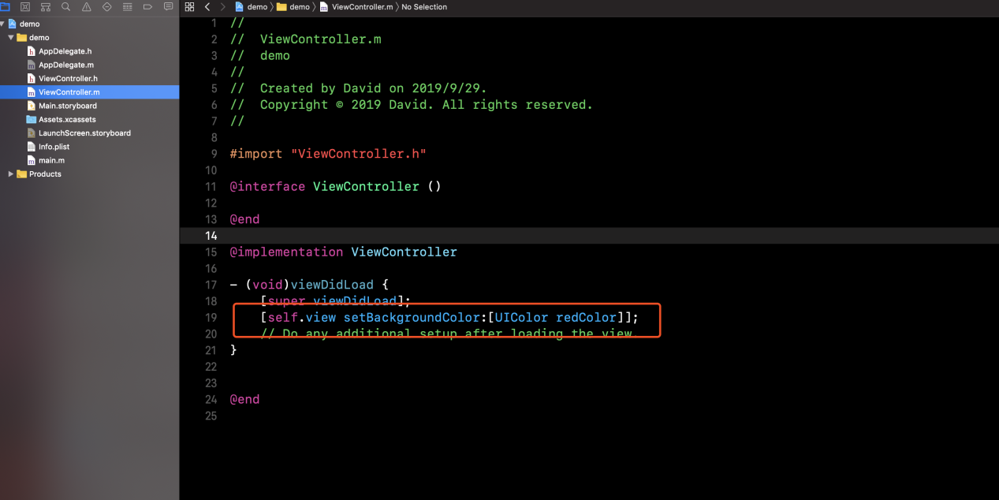 demo
demo
AppDelegate.h
AppDelegate.m
ViewController.h
ViewController.m
Main.storyboard
Assets.xcassets
LaunchScreen.storyboard
Info.plist
main.m
Products
demo 〉 demo 〉 ViewController.m 〉 No Selection
1 //
2 //  ViewController.m
3 //  demo
4 //
5 //  Created by David on 2019/9/29.
6 //  Copyright © 2019 David. All rights reserved.
7 //
8
9 #import "ViewController.h"
10
11 @interface ViewController ()
12
13 @end
14
15 @implementation ViewController
16
17 - (void)viewDidLoad {
18     [super viewDidLoad];
19     [self.view setBackgroundColor:[UIColor redColor]];
20     // Do any additional setup after loading the view.
21 }
22
23
24 @end
25